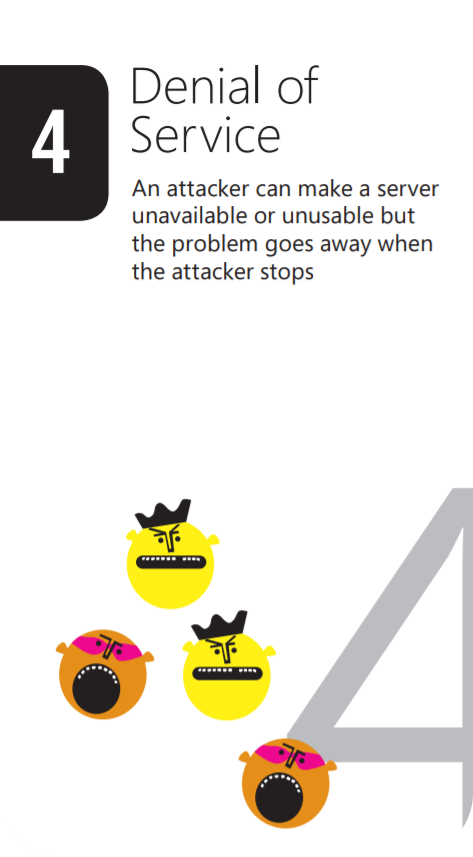 4
Denial of
Service
An attacker can make a server
unavailable or unusable but
the problem goes away when
the attacker stops
4